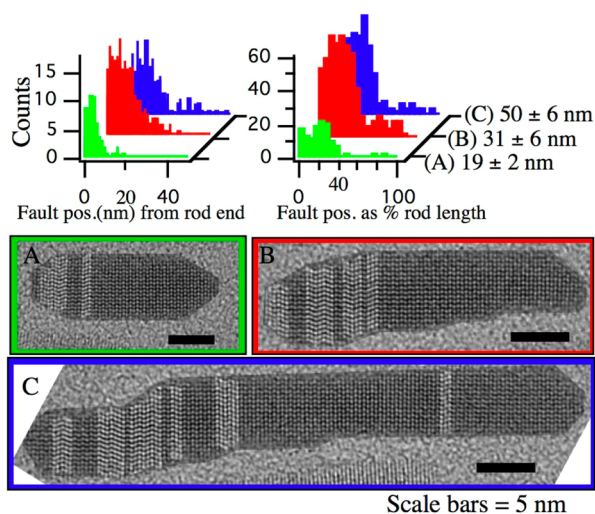 15
10
5
0
Counts
0 20 40
Fault pos.(nm) from rod end
60
40
20
0
40
0 100
Fault pos. as % rod length
(C) 50 ± 6 nm
(B) 31 ± 6 nm
(A) 19 ± 2 nm
A
B
C
Scale bars = 5 nm